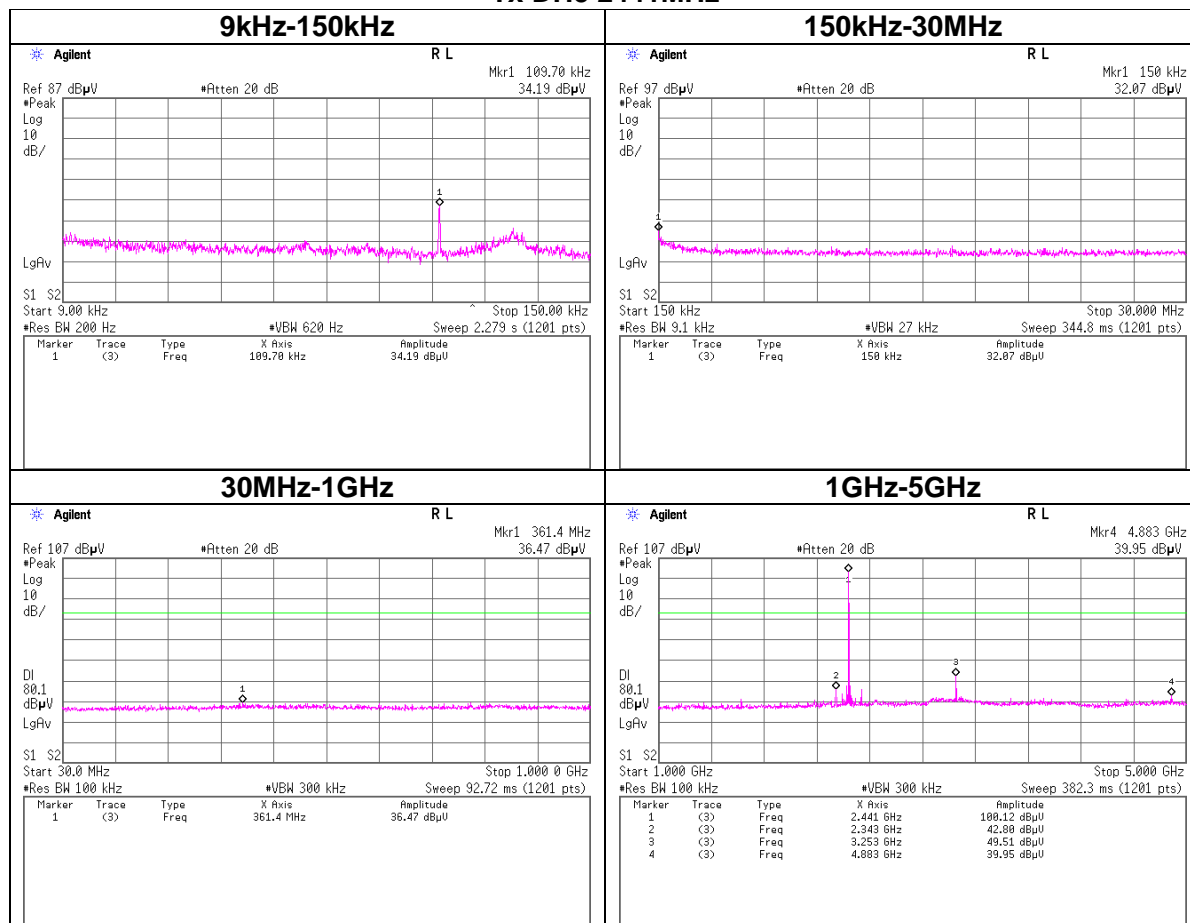 9kHz-150kHz
Agilent R L
Mkr1 109.70 kHz
Ref 87 dBµV #Atten 20 dB 34.19 dBµV
#Peak
Log
10
dB/
1
LgAv
S1 S2
Start 9.00 kHz ^ Stop 150.00 kHz
#Res BW 200 Hz #VBW 620 Hz Sweep 2.279 s (1201 pts)
Marker Trace Type X Axis Amplitude
1 (3) Freq 109.70 kHz 34.19 dBµV
150kHz-30MHz
Agilent R L
Mkr1 150 kHz
Ref 97 dBµV #Atten 20 dB 32.07 dBµV
#Peak
Log
10
dB/
1
LgAv
S1 S2
Start 150 kHz Stop 30.000 MHz
#Res BW 9.1 kHz #VBW 27 kHz Sweep 344.8 ms (1201 pts)
Marker Trace Type X Axis Amplitude
1 (3) Freq 150 kHz 32.07 dBµV
30MHz-1GHz
Agilent R L
Mkr1 361.4 MHz
Ref 107 dBµV #Atten 20 dB 36.47 dBµV
#Peak
Log
10
dB/
DI
80.1
dBµV
1
LgAv
S1 S2
Start 30.0 MHz Stop 1.000 0 GHz
#Res BW 100 kHz #VBW 300 kHz Sweep 92.72 ms (1201 pts)
Marker Trace Type X Axis Amplitude
1 (3) Freq 361.4 MHz 36.47 dBµV
1GHz-5GHz
Agilent R L
Mkr4 4.883 GHz
Ref 107 dBµV #Atten 20 dB 39.95 dBµV
#Peak
Log
10
dB/
DI
80.1
dBµV
2
3
4
LgAv
S1 S2
Start 1.000 GHz Stop 5.000 GHz
#Res BW 100 kHz #VBW 300 kHz Sweep 382.3 ms (1201 pts)
Marker Trace Type X Axis Amplitude
1 (3) Freq 2.441 GHz 100.12 dBµV
2 (3) Freq 2.343 GHz 42.80 dBµV
3 (3) Freq 3.253 GHz 49.51 dBµV
4 (3) Freq 4.883 GHz 39.95 dBµV